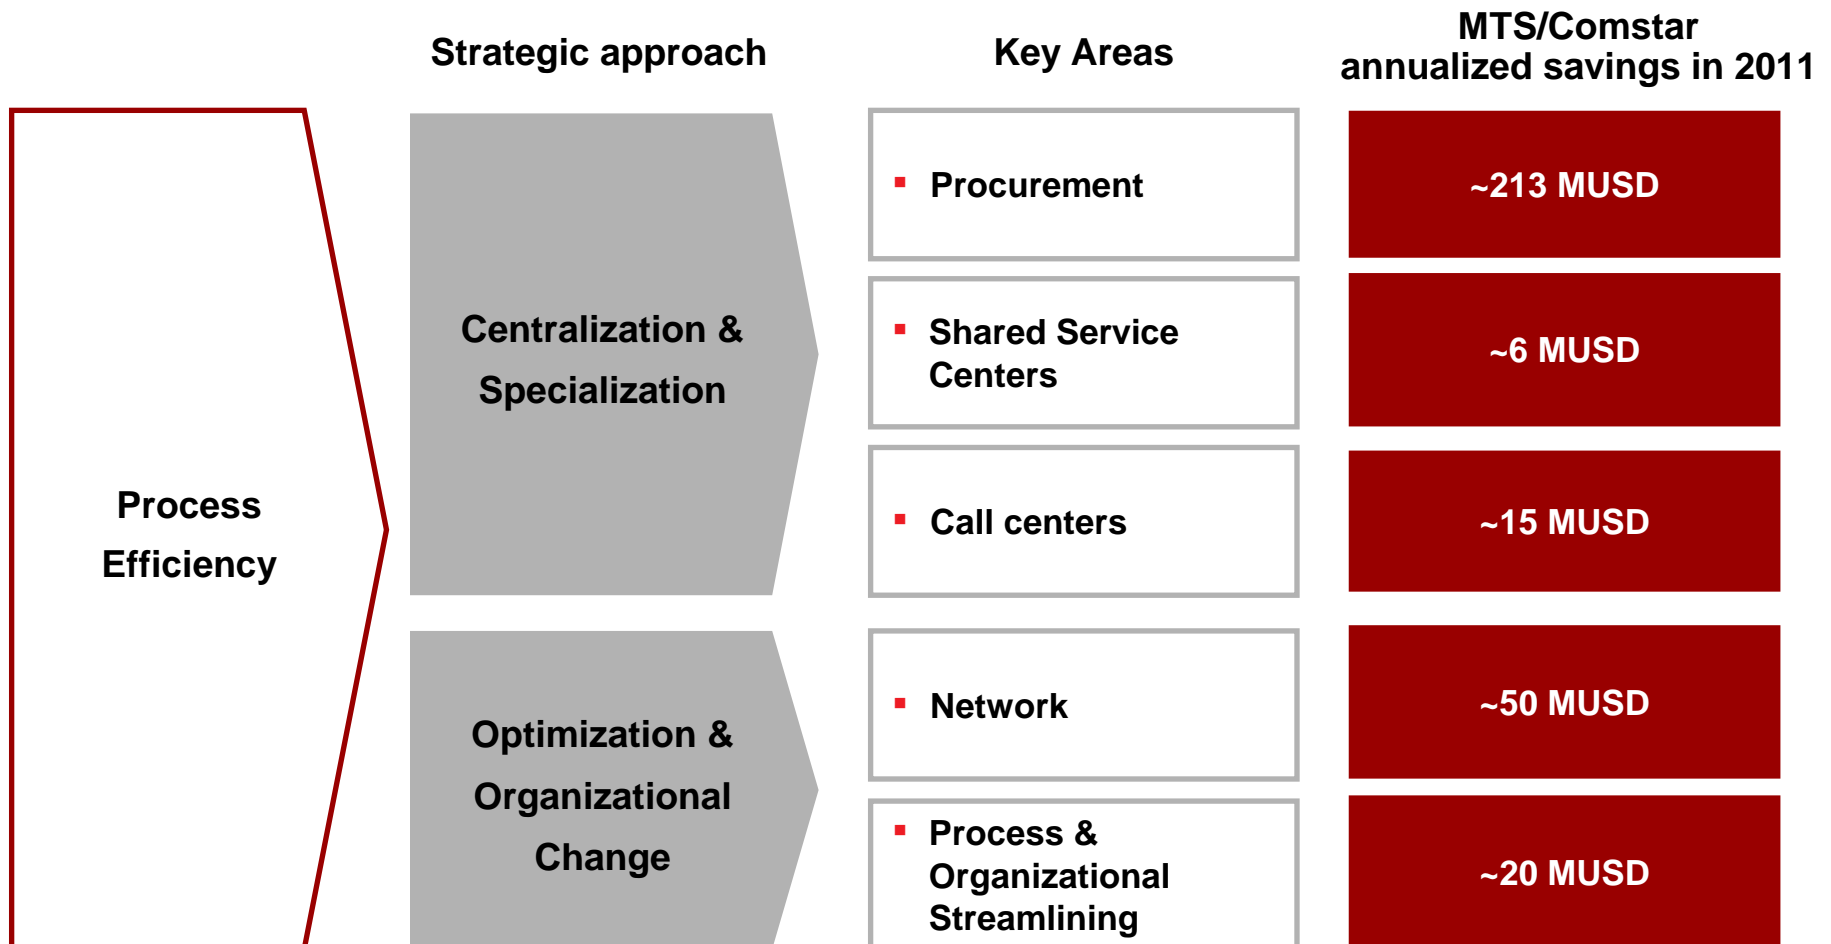 Strategic approach
Key Areas
MTS/Comstar
annualized savings in 2011
Process
Efficiency
Centralization &
Specialization
▪ Procurement
~213 MUSD
▪ Shared Service
Centers
~6 MUSD
▪ Call centers
~15 MUSD
Optimization &
Organizational
Change
▪ Network
~50 MUSD
▪ Process &
Organizational
Streamlining
~20 MUSD